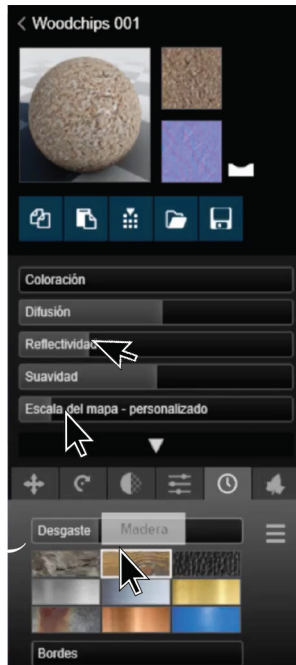 Woodchips 001
Coloración
Difusión
Reflectividad
Suavidad
Escala del mapa - personalizado
Desgaste Madera
Bordes